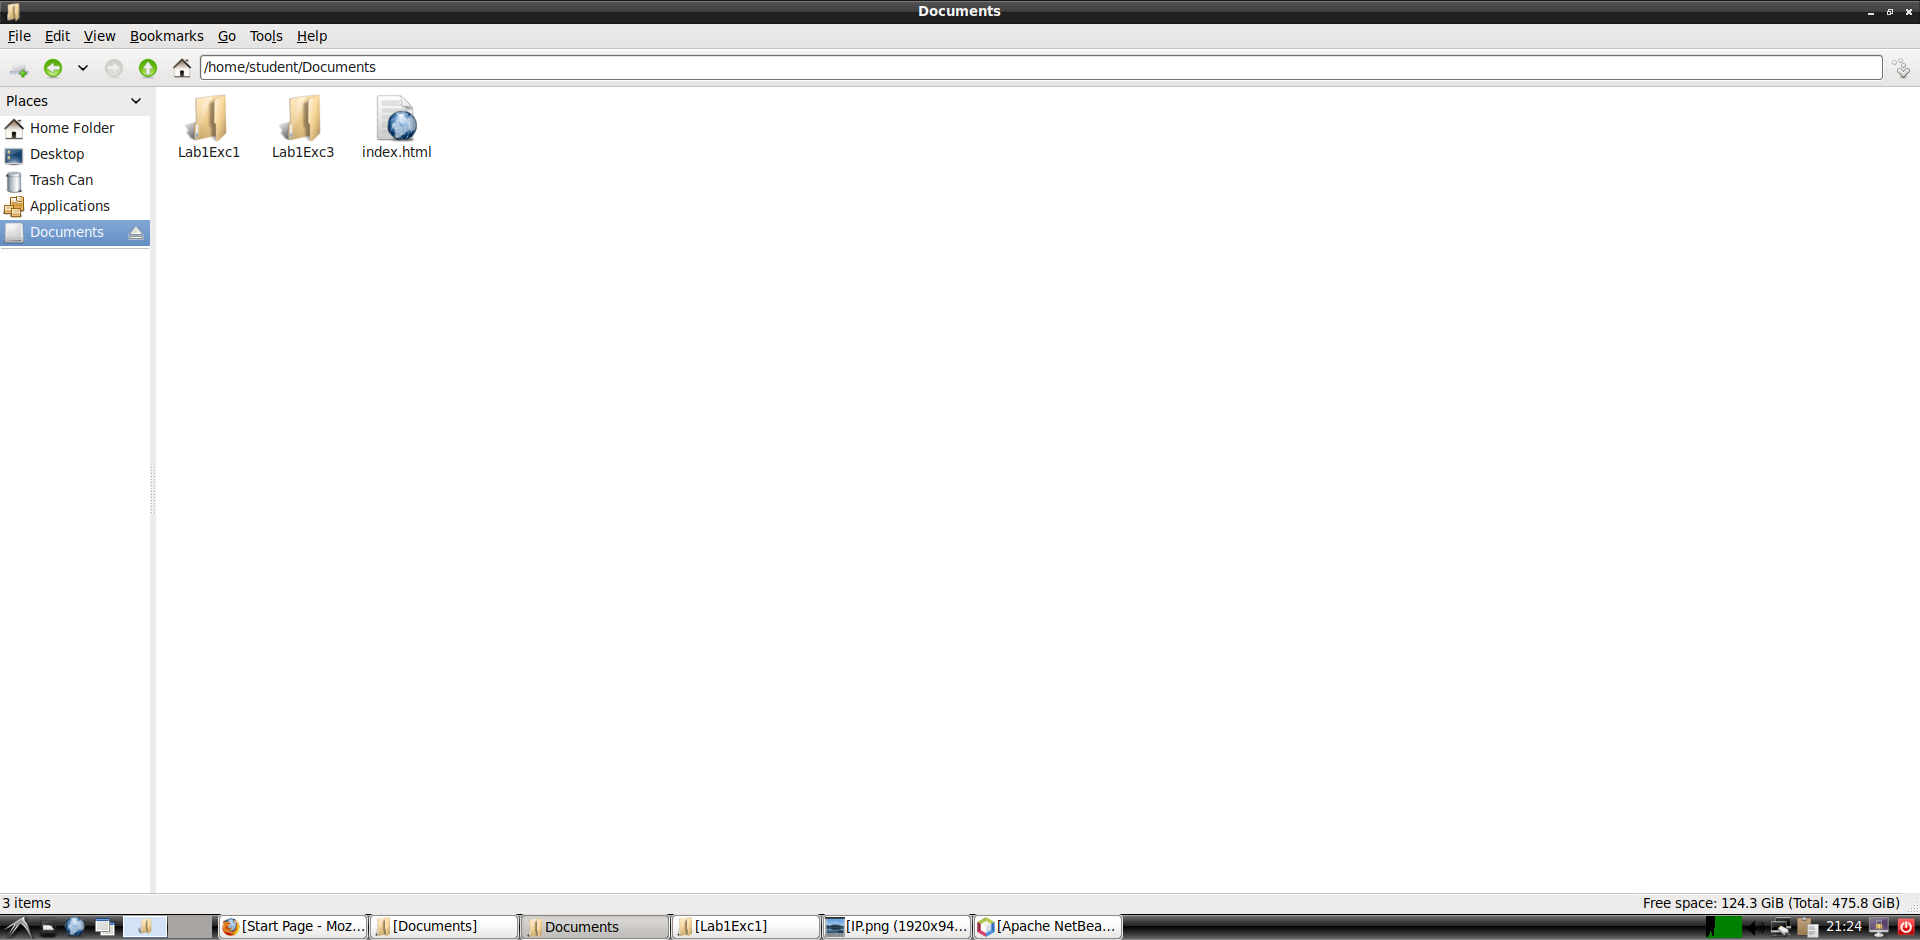 Documents
File Edit View Bookmarks Go Tools Help
/home/student/Documents
Places
Home Folder
Desktop
Trash Can
Applications
Documents
Lab1Exc1 Lab1Exc3 index.html
3 items
Free space: 124.3 GiB (Total: 475.8 GiB)
[Start Page - Moz... [Documents] Documents [Lab1Exc1] [IP.png (1920x94... [Apache NetBea... 21:24